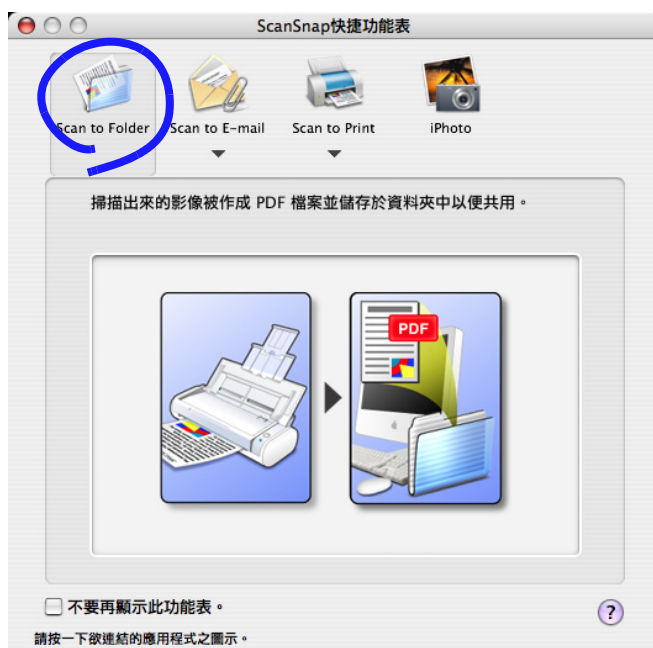 ScanSnap快捷功能表
Scan to Folder
Scan to E-mail
Scan to Print
iPhoto
掃描出來的影像被作成 PDF 檔案並儲存於資料夾中以便共用。
PDF
不要再顯示此功能表。
?
請按一下欲連結的應用程式之圖示。